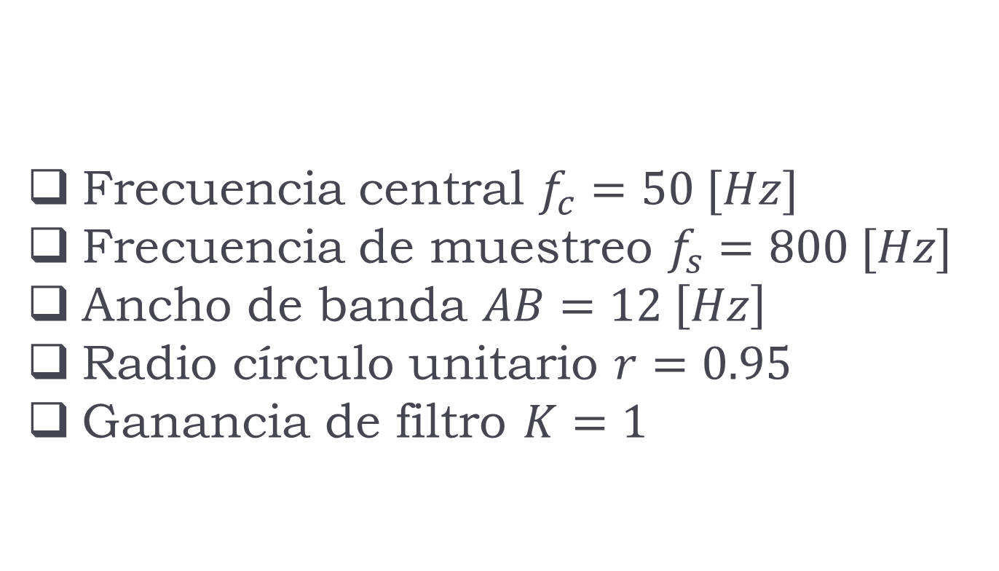 ❑ Frecuencia central f_c = 50 [Hz]
❑ Frecuencia de muestreo f_s = 800 [Hz]
❑ Ancho de banda AB = 12 [Hz]
❑ Radio círculo unitario r = 0.95
❑ Ganancia de filtro K = 1